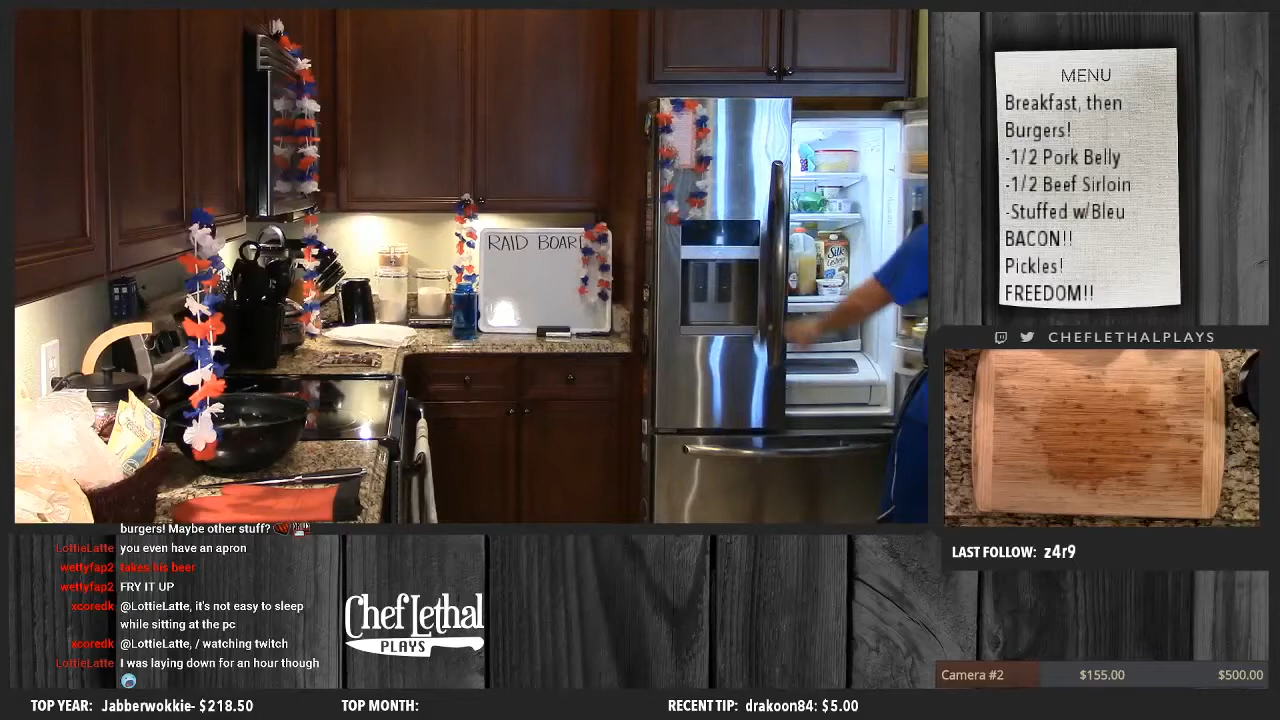 RAID BOARD
Silk
MENU
Breakfast, then
Burgers!
-1/2 Pork Belly
-1/2 Beef Sirloin
-Stuffed w/Bleu
BACON!!
Pickles!
FREEDOM!!
CHEFLETHALPLAYS
burgers! Maybe other stuff?
LottieLatte you even have an apron
wettyfap2 takes his beer
wettyfap2 FRY IT UP
xcoredk @LottieLatte, it's not easy to sleep
while sitting at the pc
xcoredk @LottieLatte, / watching twitch
LottieLatte I was laying down for an hour though
Chef Lethal
PLAYS
LAST FOLLOW: z4r9
Camera #2 $155.00 $500.00
TOP YEAR: Jabberwokkie- $218.50 TOP MONTH: RECENT TIP: drakoon84: $5.00